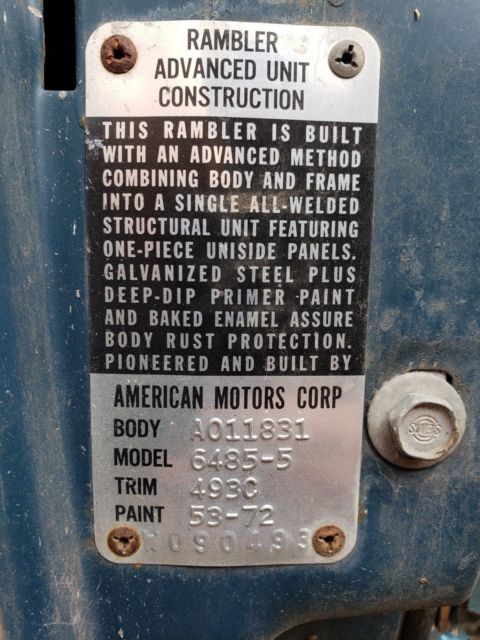 RAMBLER
ADVANCED UNIT
CONSTRUCTION
THIS RAMBLER IS BUILT
WITH AN ADVANCED METHOD
COMBINING BODY AND FRAME
INTO A SINGLE ALL-WELDED
STRUCTURAL UNIT FEATURING
ONE-PIECE UNISIDE PANELS.
GALVANIZED STEEL PLUS
DEEP-DIP PRIMER PAINT
AND BAKED ENAMEL ASSURE
BODY RUST PROTECTION.
PIONEERED AND BUILT BY
AMERICAN MOTORS CORP
BODY A011831
MODEL 6485-5
TRIM 493C
PAINT 53-72